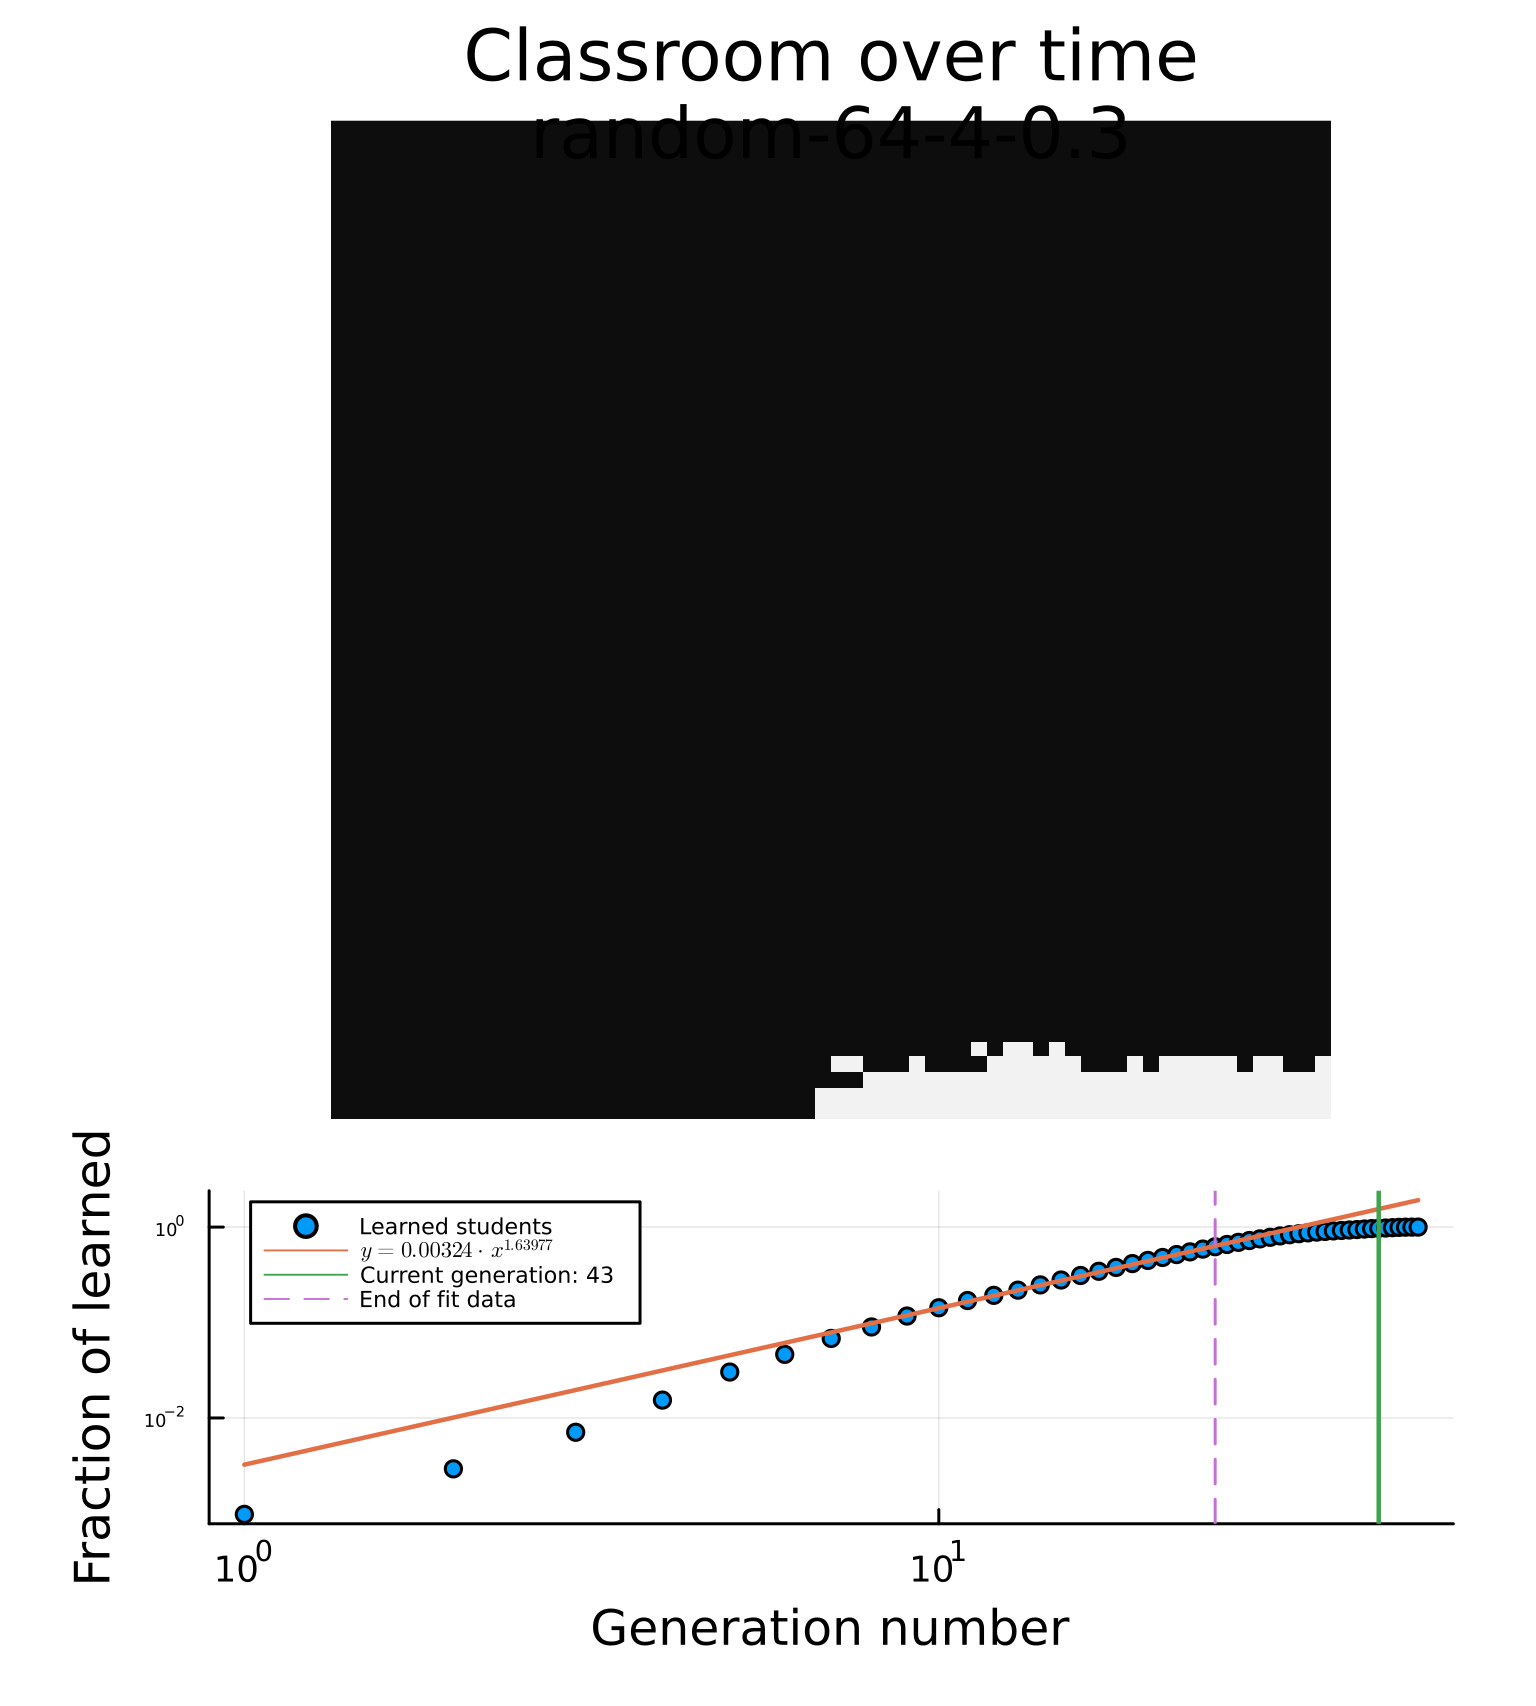 Classroom over time
random-64-4-0.3
Fraction of learned
10^0
10^-2
Learned students
y = 0.00324 · x^1.63977
Current generation: 43
End of fit data
10^0
10^1
Generation number